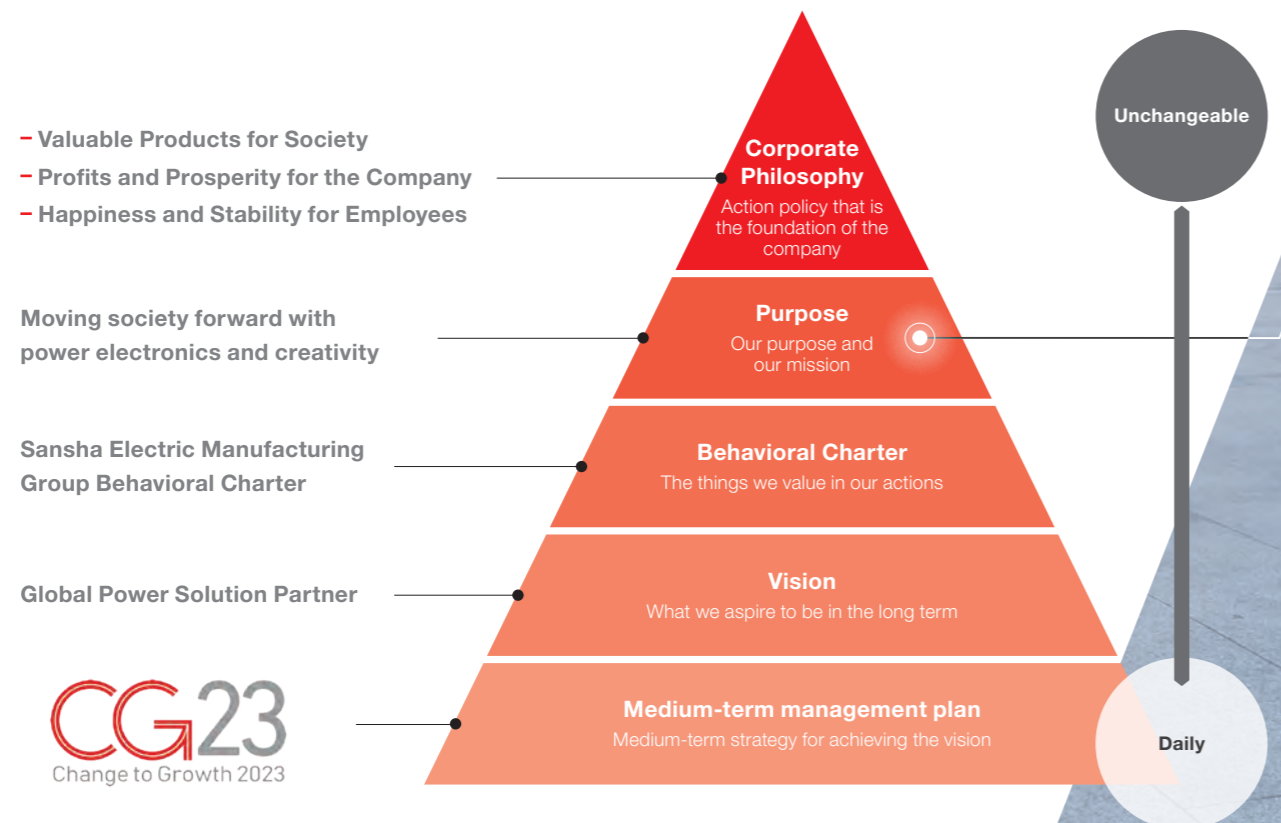 – Valuable Products for Society
– Profits and Prosperity for the Company
– Happiness and Stability for Employees
Corporate
Philosophy
Action policy that is
the foundation of the
company
Unchangeable
Moving society forward with
power electronics and creativity
Purpose
Our purpose and
our mission
Sansha Electric Manufacturing
Group Behavioral Charter
Behavioral Charter
The things we value in our actions
Global Power Solution Partner
Vision
What we aspire to be in the long term
CG23
Change to Growth 2023
Medium-term management plan
Medium-term strategy for achieving the vision
Daily